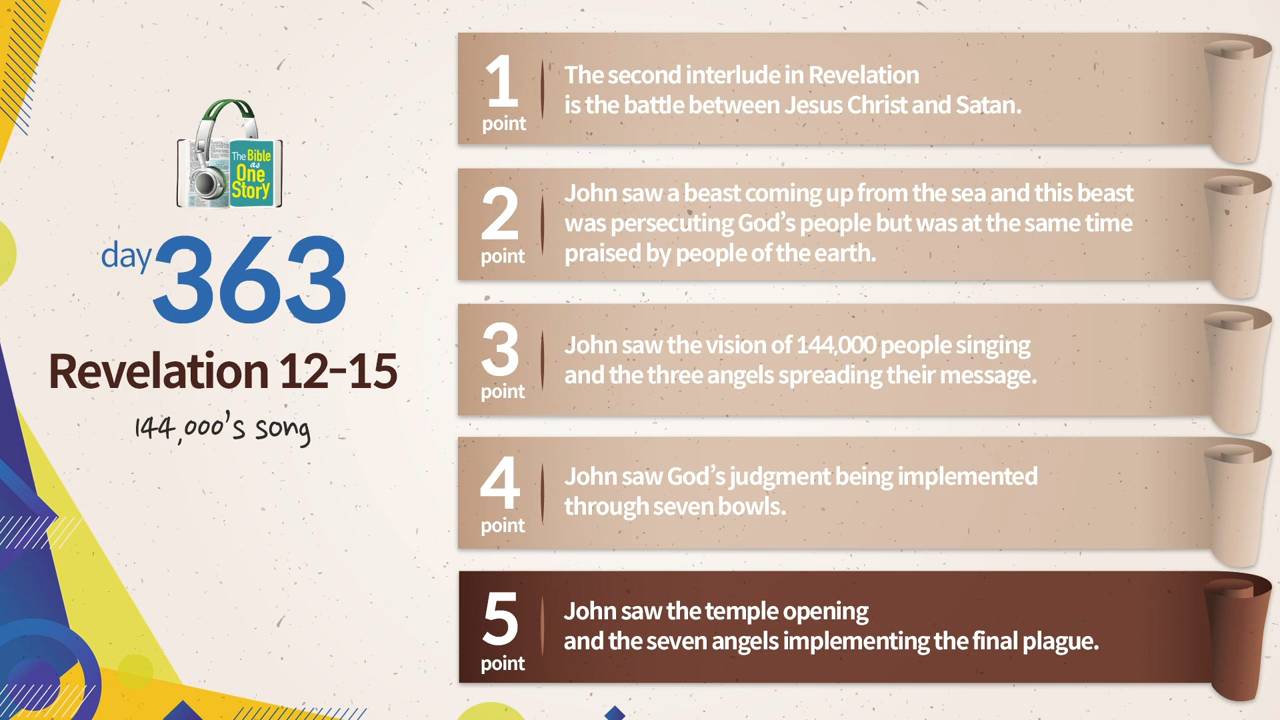 The Bible
as
One
Story
day 363
Revelation 12-15
144,000's song
1
point
The second interlude in Revelation
is the battle between Jesus Christ and Satan.
2
point
John saw a beast coming up from the sea and this beast
was persecuting God's people but was at the same time
praised by people of the earth.
3
point
John saw the vision of 144,000 people singing
and the three angels spreading their message.
4
point
John saw God's judgment being implemented
through seven bowls.
5
point
John saw the temple opening
and the seven angels implementing the final plague.